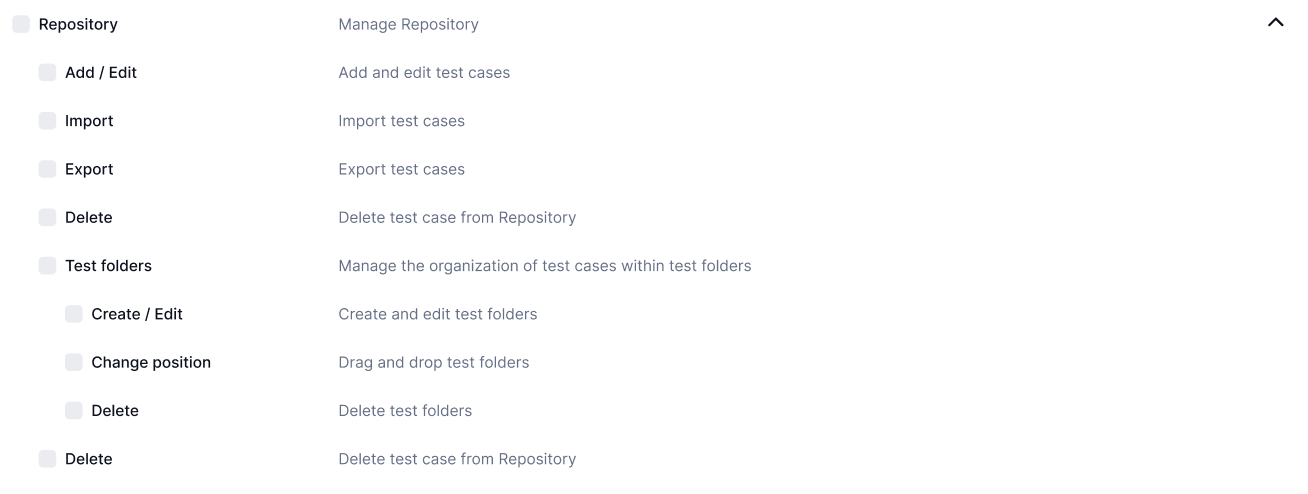 Repository Manage Repository
Add / Edit Add and edit test cases
Import Import test cases
Export Export test cases
Delete Delete test case from Repository
Test folders Manage the organization of test cases within test folders
Create / Edit Create and edit test folders
Change position Drag and drop test folders
Delete Delete test folders
Delete Delete test case from Repository